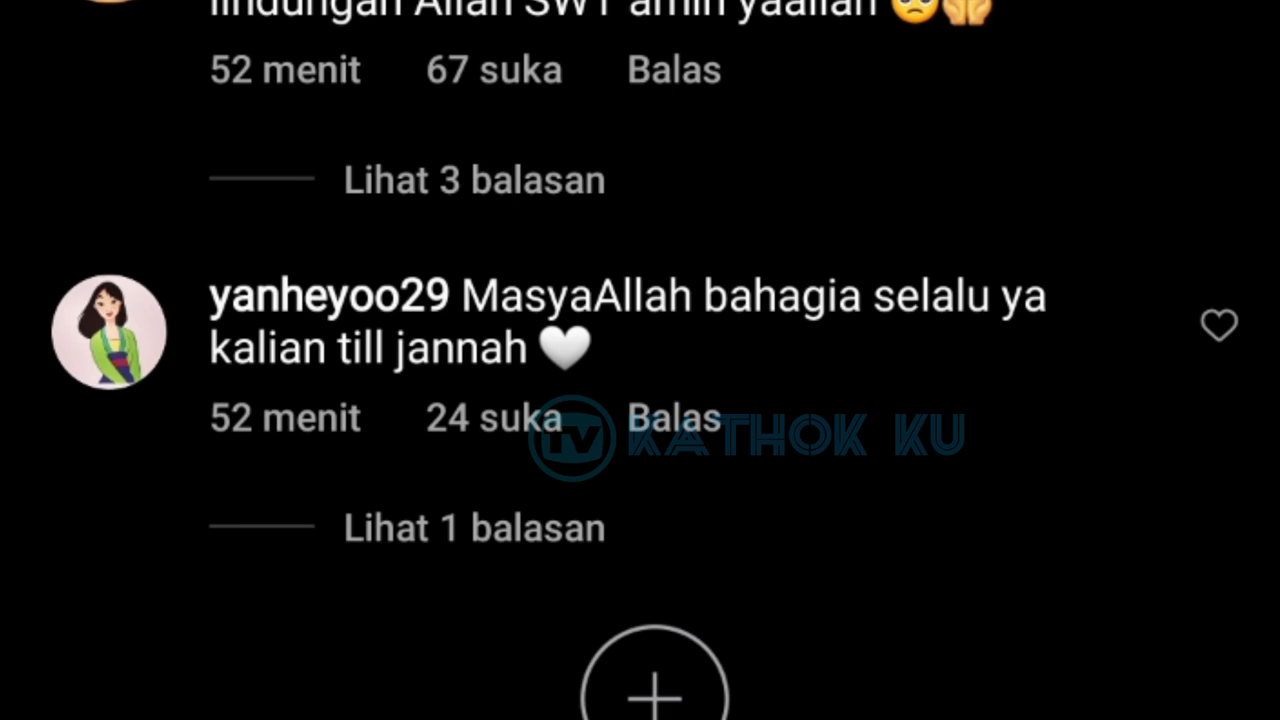 lindungan Allah SWT amin yaallah 🥺🤲
52 menit 67 suka Balas
Lihat 3 balasan
yanheyoo29 MasyaAllah bahagia selalu ya
kalian till jannah 🤍
52 menit 24 suka Balas
tv KATHOK KU
Lihat 1 balasan